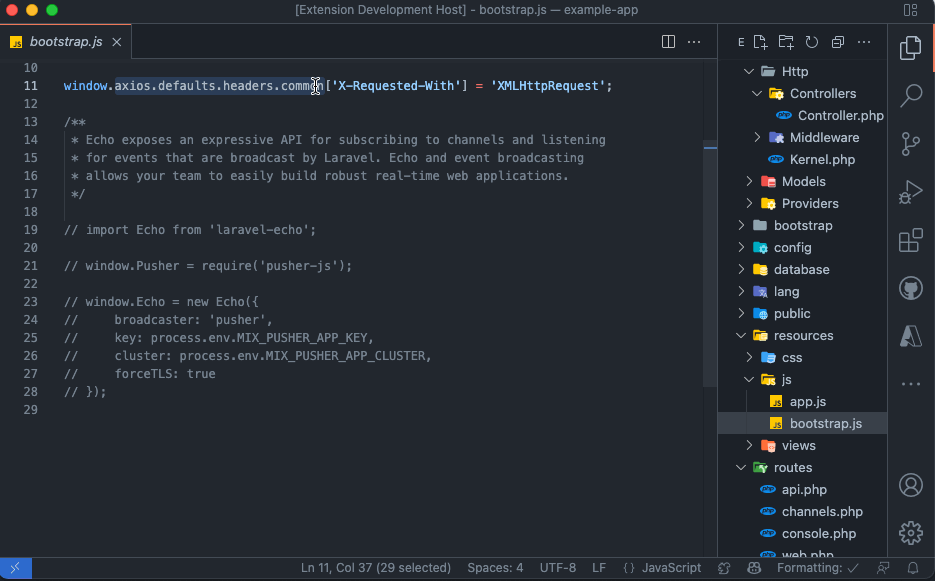 [Extension Development Host] - bootstrap.js — example-app
bootstrap.js
10
11 window.axios.defaults.headers.common['X-Requested-With'] = 'XMLHttpRequest';
12
13 /**
14  * Echo exposes an expressive API for subscribing to channels and listening
15  * for events that are broadcast by Laravel. Echo and event broadcasting
16  * allows your team to easily build robust real-time web applications.
17  */
18
19 // import Echo from 'laravel-echo';
20
21 // window.Pusher = require('pusher-js');
22
23 // window.Echo = new Echo({
24 //     broadcaster: 'pusher',
25 //     key: process.env.MIX_PUSHER_APP_KEY,
26 //     cluster: process.env.MIX_PUSHER_APP_CLUSTER,
27 //     forceTLS: true
28 // });
29
E
Http
Controllers
Controller.php
Middleware
Kernel.php
Models
Providers
bootstrap
config
database
lang
public
resources
css
js
app.js
bootstrap.js
views
routes
api.php
channels.php
console.php
web.php
Ln 11, Col 37 (29 selected) Spaces: 4 UTF-8 LF {} JavaScript Formatting: ✓